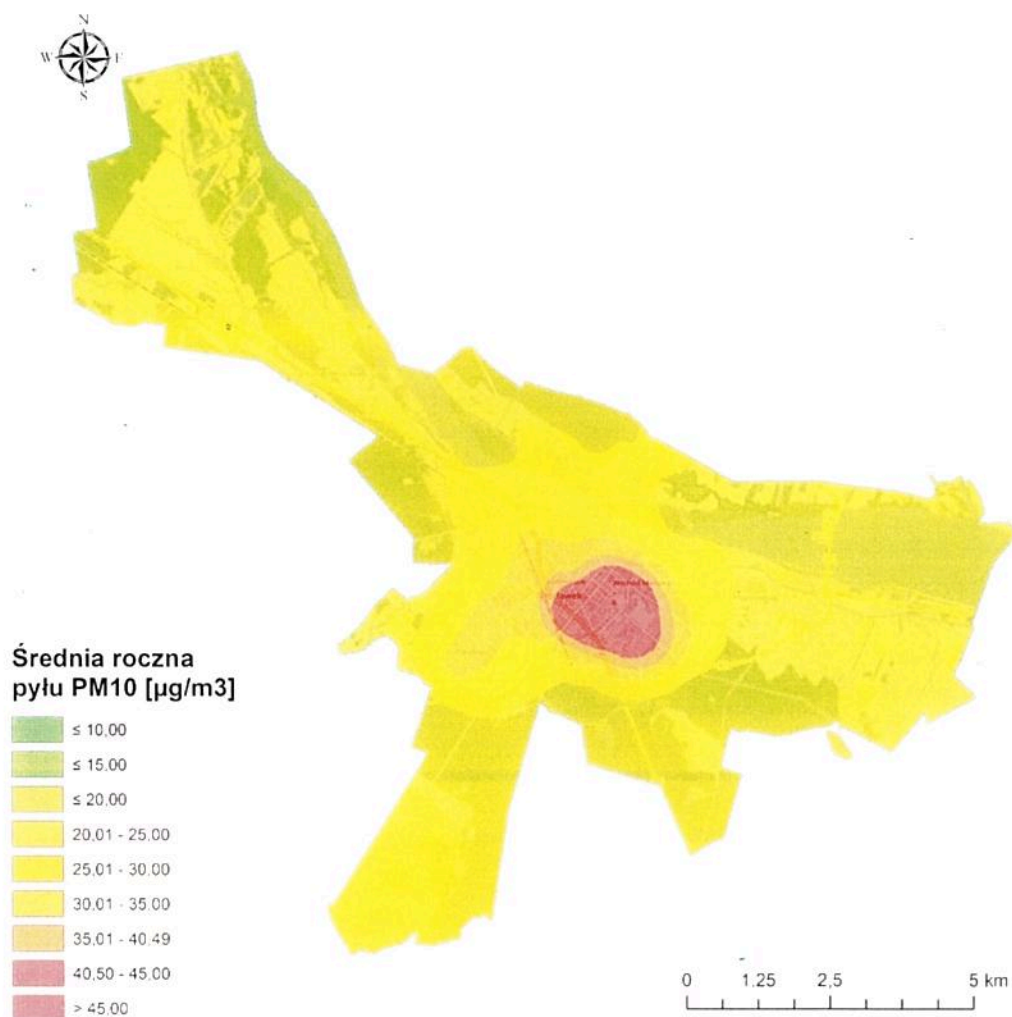 N
W
E
S
Średnia roczna
pyłu PM10 [µg/m3]
≤ 10,00
≤ 15.00
≤ 20.00
20,01 - 25.00
25,01 - 30.00
30.01 - 35.00
35.01 - 40.49
40.50 - 45.00
> 45.00
0 1.25 2,5 5 km